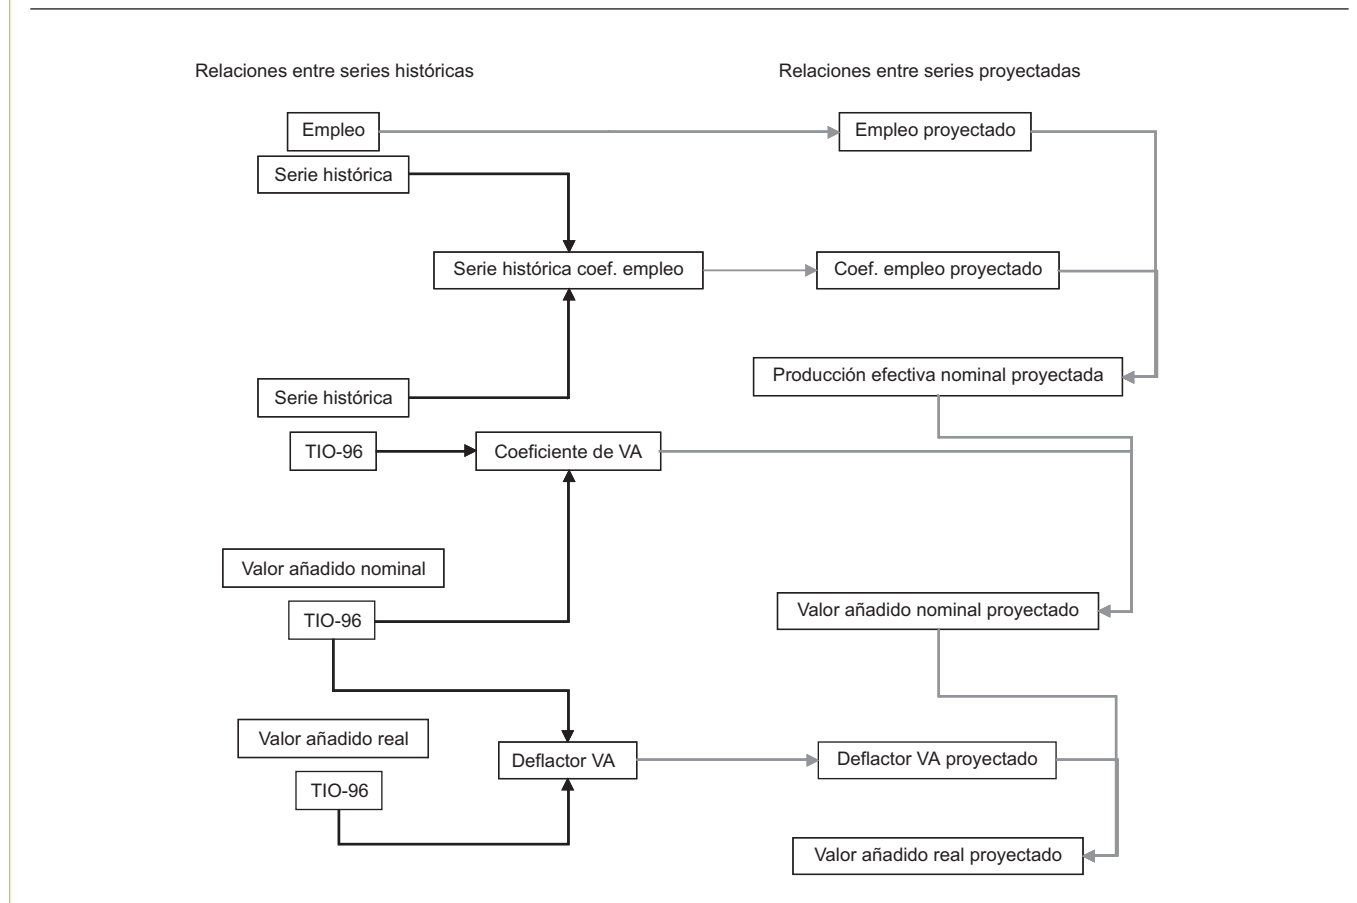 Relaciones entre series históricas
Relaciones entre series proyectadas
Empleo
Empleo proyectado
Serie histórica
Serie histórica coef. empleo
Coef. empleo proyectado
Producción efectiva nominal proyectada
Serie histórica
TIO-96
Coeficiente de VA
Valor añadido nominal
TIO-96
Valor añadido nominal proyectado
Valor añadido real
Deflactor VA
Deflactor VA proyectado
TIO-96
Valor añadido real proyectado